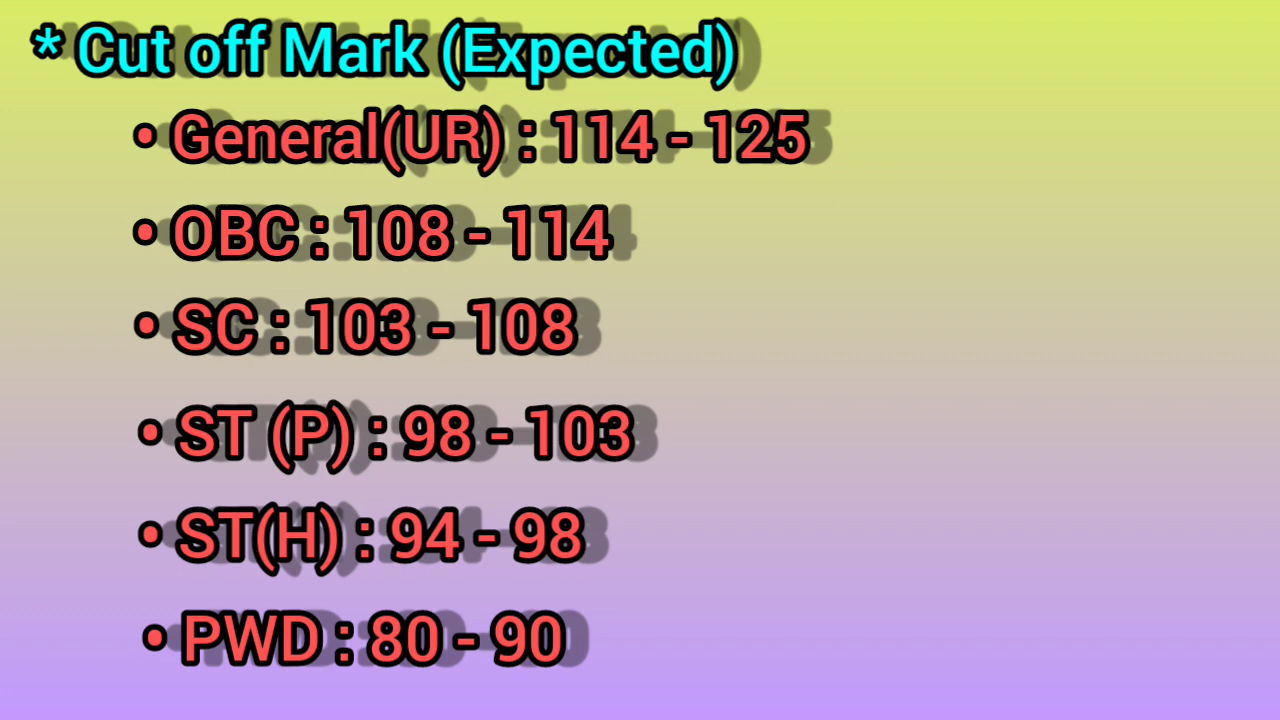 * Cut off Mark (Expected)
• General(UR) : 114 - 125
• OBC : 108 - 114
• SC : 103 - 108
• ST (P) : 98 - 103
• ST(H) : 94 - 98
• PWD : 80 - 90